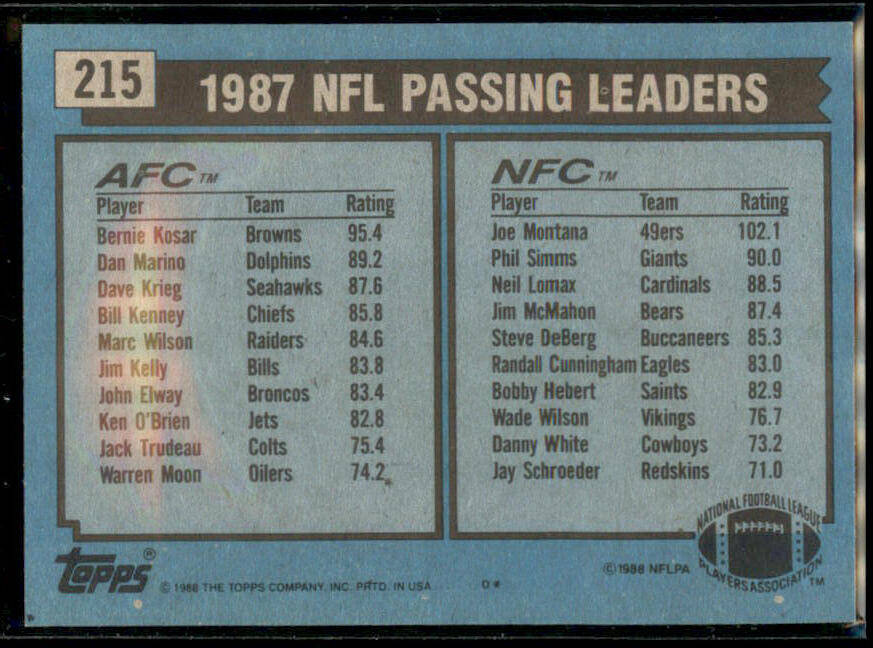 215
1987 NFL PASSING LEADERS
AFC TM
Player Team Rating
Bernie Kosar Browns 95.4
Dan Marino Dolphins 89.2
Dave Krieg Seahawks 87.6
Bill Kenney Chiefs 85.8
Marc Wilson Raiders 84.6
Jim Kelly Bills 83.8
John Elway Broncos 83.4
Ken O'Brien Jets 82.8
Jack Trudeau Colts 75.4
Warren Moon Oilers 74.2
NFC TM
Player Team Rating
Joe Montana 49ers 102.1
Phil Simms Giants 90.0
Neil Lomax Cardinals 88.5
Jim McMahon Bears 87.4
Steve DeBerg Buccaneers 85.3
Randall Cunningham Eagles 83.0
Bobby Hebert Saints 82.9
Wade Wilson Vikings 76.7
Danny White Cowboys 73.2
Jay Schroeder Redskins 71.0
NATIONAL FOOTBALL LEAGUE
PLAYERS ASSOCIATION TM
topps®
© 1988 THE TOPPS COMPANY, INC. PRTD. IN USA
D*
© 1988 NFLPA